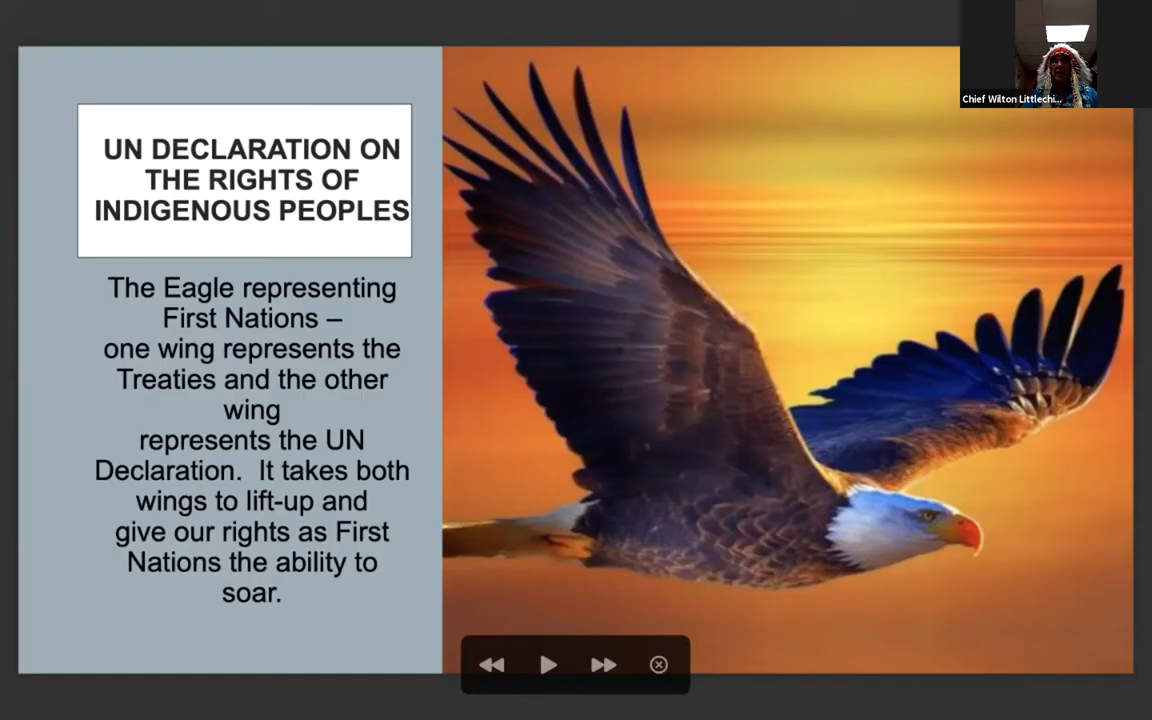 Chief Wilton Littlechi...
UN DECLARATION ON
THE RIGHTS OF
INDIGENOUS PEOPLES
The Eagle representing
First Nations –
one wing represents the
Treaties and the other
wing
represents the UN
Declaration.  It takes both
wings to lift-up and
give our rights as First
Nations the ability to
soar.